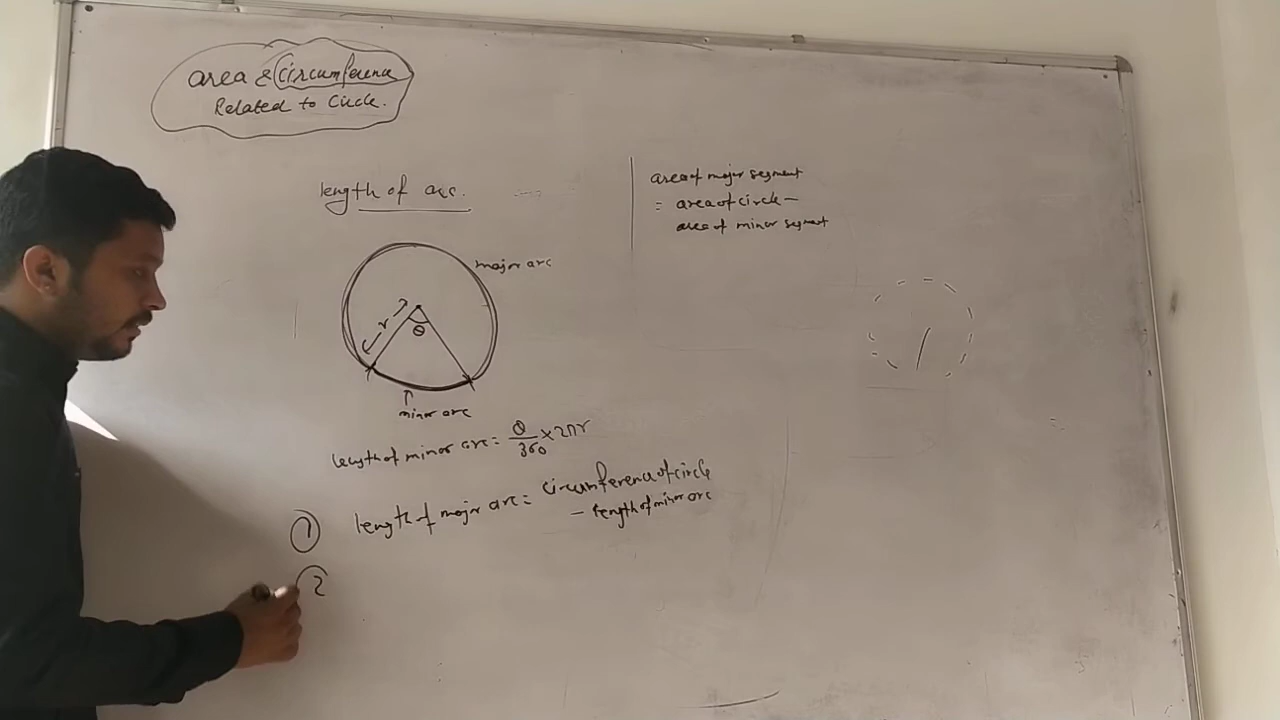 area & circumference
Related to Circle.
length of arc.
area of major segment
= area of circle –
area of minor segment
major arc
r
θ
minor arc
length of minor arc = θ/360 × 2πr
① length of major arc = circumference of circle
– length of minor arc
2